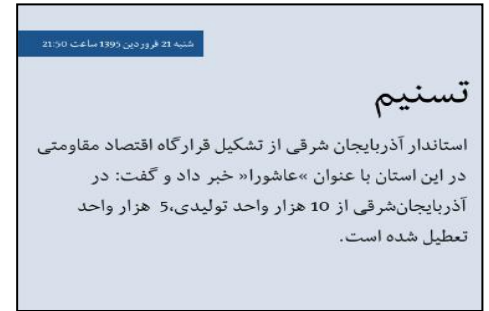 شنبه 21 فروردین 1395 ساعت 21:50
تسنیم
استاندار آذربایجان شرقی از تشکیل قرارگاه اقتصاد مقاومتی
در این استان با عنوان »عاشورا« خبر داد و گفت: در
آذربایجان‌شرقی از 10 هزار واحد تولیدی،5 هزار واحد
تعطیل شده است.